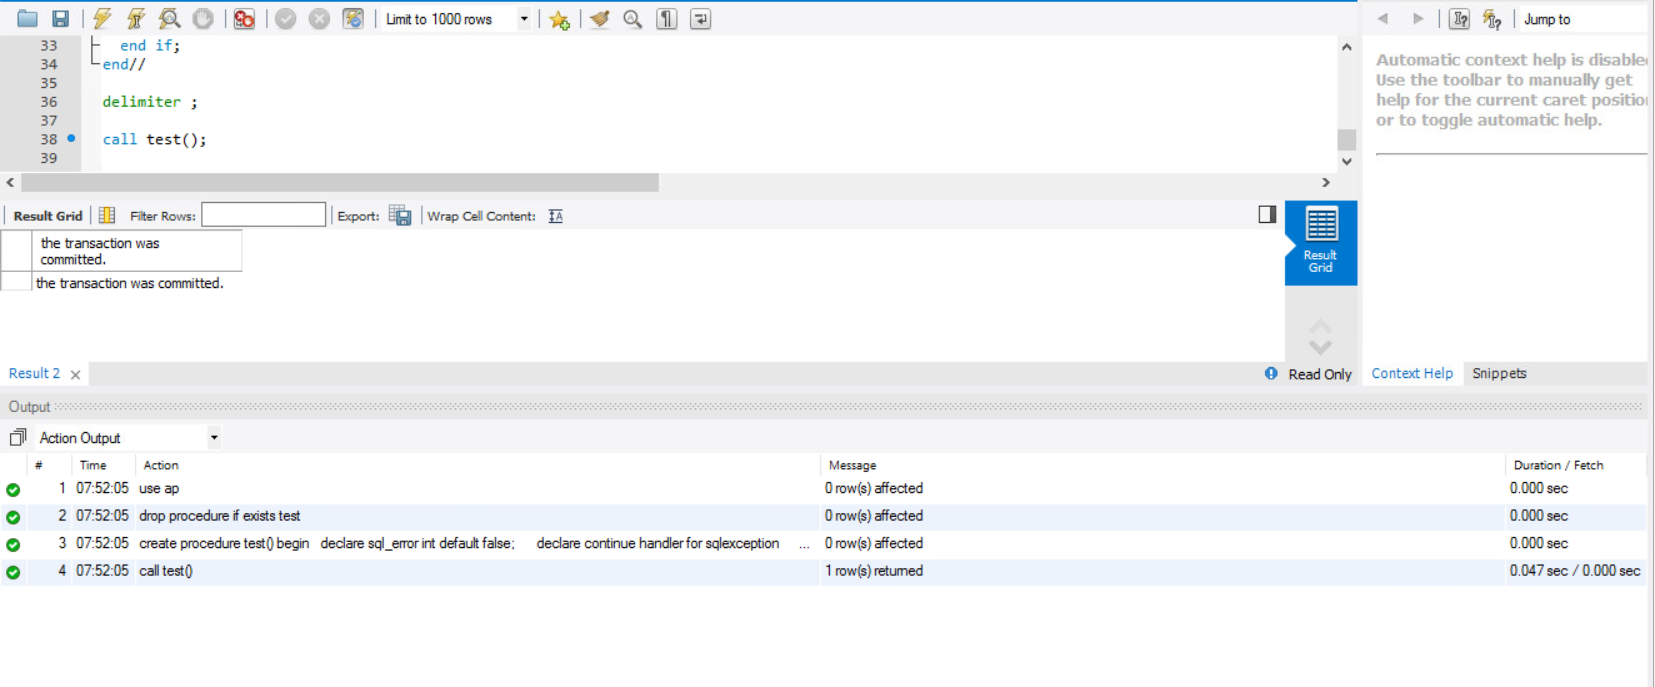 Limit to 1000 rows
Jump to
33 end if;
34 end//
35
36 delimiter ;
37
38 call test();
39
Automatic context help is disable
Use the toolbar to manually get
help for the current caret positio
or to toggle automatic help.
Result Grid Filter Rows: Export: Wrap Cell Content:
the transaction was
committed.
the transaction was committed.
Result
Grid
Result 2
Read Only
Context Help Snippets
Output
Action Output
# Time Action Message Duration / Fetch
1 07:52:05 use ap 0 row(s) affected 0.000 sec
2 07:52:05 drop procedure if exists test 0 row(s) affected 0.000 sec
3 07:52:05 create procedure test() begin declare sql_error int default false; declare continue handler for sqlexception ... 0 row(s) affected 0.000 sec
4 07:52:05 call test() 1 row(s) returned 0.047 sec / 0.000 sec